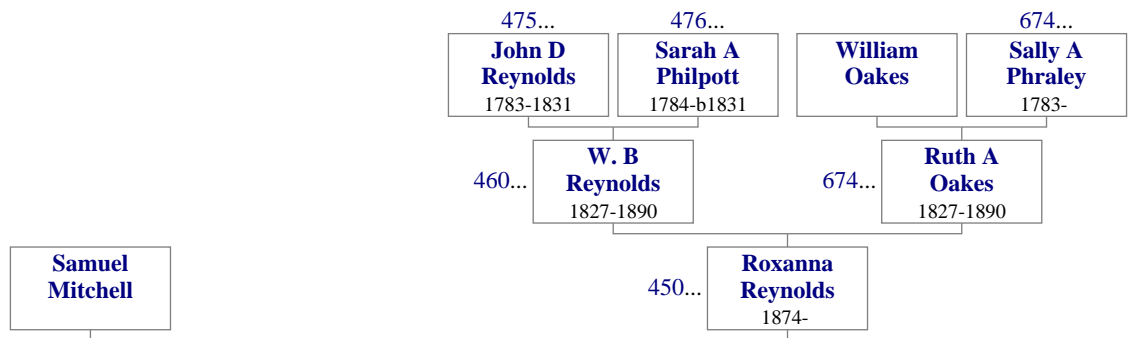 475...
476...
674...
John D
Reynolds
1783-1831
Sarah A
Philpott
1784-b1831
William
Oakes
Sally A
Phraley
1783-
460...
W. B
Reynolds
1827-1890
674...
Ruth A
Oakes
1827-1890
Samuel
Mitchell
450...
Roxanna
Reynolds
1874-